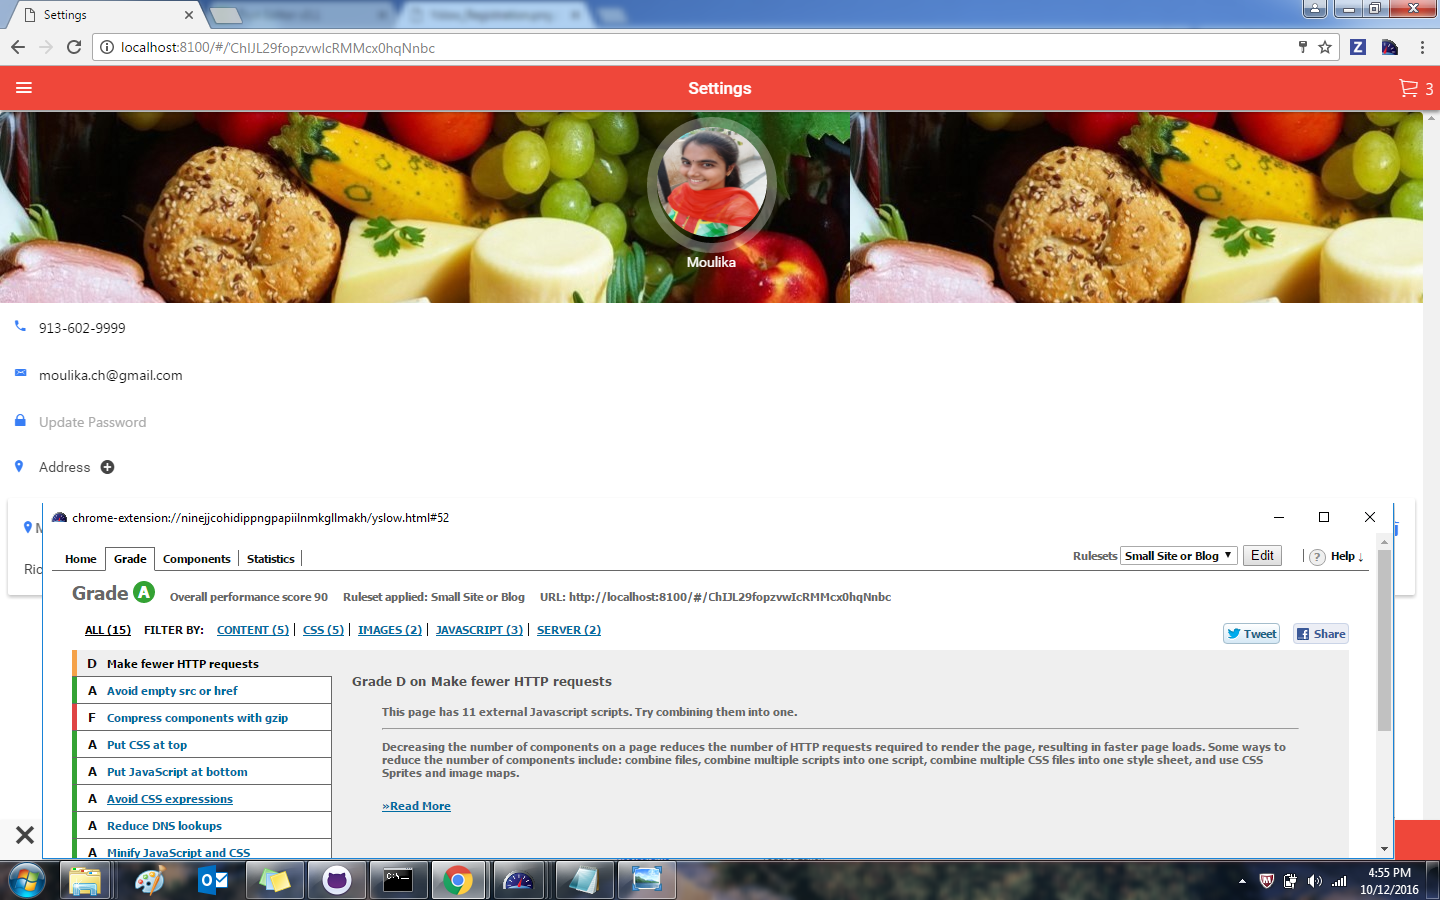 Settings
localhost:8100/#/ChIJL29fopzvwIcRMMcx0hqNnbc
Settings
3
Moulika
913-602-9999
moulika.ch@gmail.com
Update Password
Address
chrome-extension://ninejjcohidippngpapiilnmkgllmakh/yslow.html#52
Home Grade Components Statistics Rulesets Small Site or Blog Edit ? Help ↓
Grade A Overall performance score 90 Ruleset applied: Small Site or Blog URL: http://localhost:8100/#/ChIJL29fopzvwIcRMMcx0hqNnbc
ALL (15) FILTER BY: CONTENT (5) CSS (5) IMAGES (2) JAVASCRIPT (3) SERVER (2)
Tweet Share
D Make fewer HTTP requests
A Avoid empty src or href
F Compress components with gzip
A Put CSS at top
A Put JavaScript at bottom
A Avoid CSS expressions
A Reduce DNS lookups
A Minify JavaScript and CSS
Grade D on Make fewer HTTP requests
This page has 11 external Javascript scripts. Try combining them into one.
Decreasing the number of components on a page reduces the number of HTTP requests required to render the page, resulting in faster page loads. Some ways to
reduce the number of components include: combine files, combine multiple scripts into one script, combine multiple CSS files into one style sheet, and use CSS
Sprites and image maps.
»Read More
4:55 PM
10/12/2016